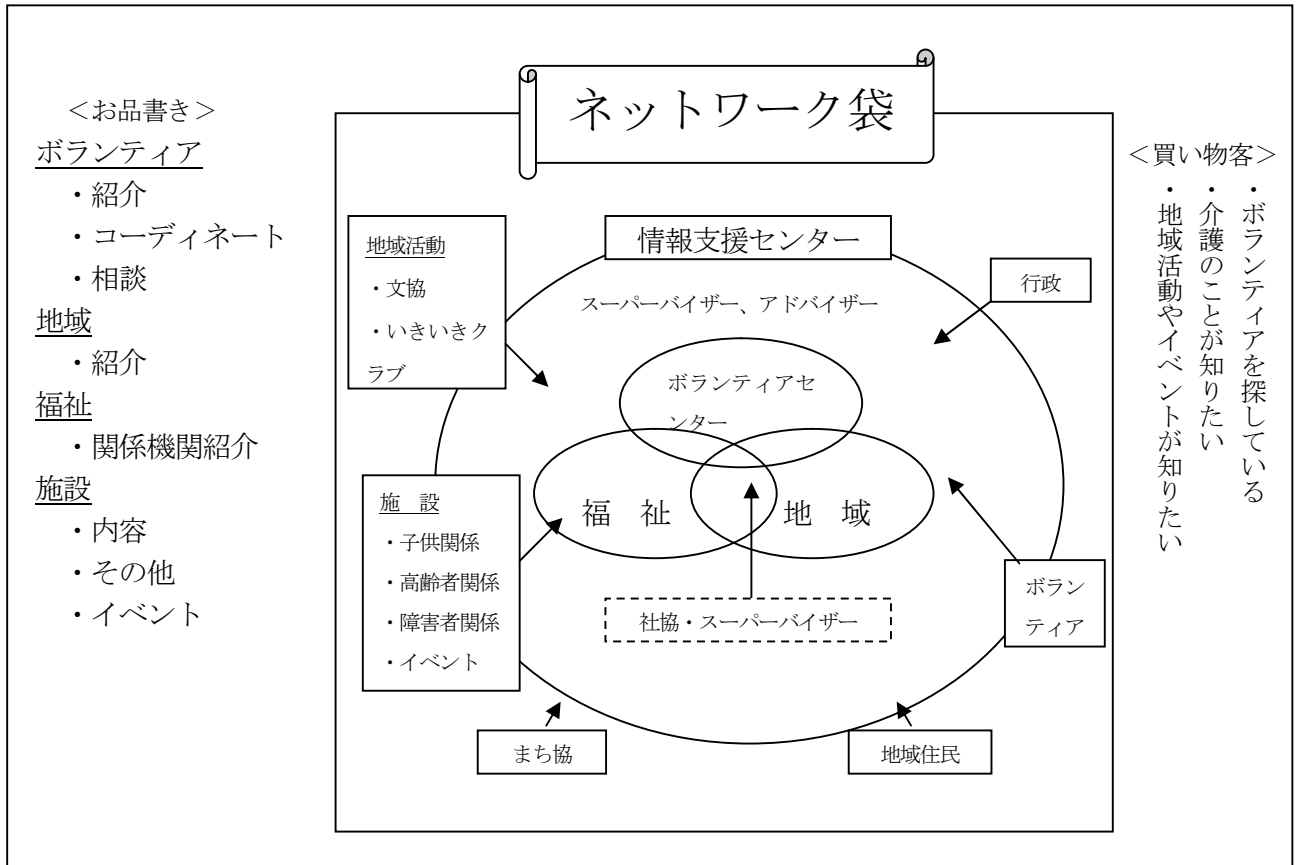 ネットワーク袋
＜お品書き＞
ボランティア
・紹介
・コーディネート
・相談
地域
・紹介
福祉
・関係機関紹介
施設
・内容
・その他
・イベント
地域活動
・文協
・いきいきク
ラブ
情報支援センター
スーパーバイザー、アドバイザー
行政
ボランティアセ
ンター
福　祉
地　域
施　設
・子供関係
・高齢者関係
・障害者関係
・イベント
社協・スーパーバイザー
ボラン
ティア
まち協
地域住民
＜買い物客＞
・ボランティアを探している
・介護のことが知りたい
・地域活動やイベントが知りたい